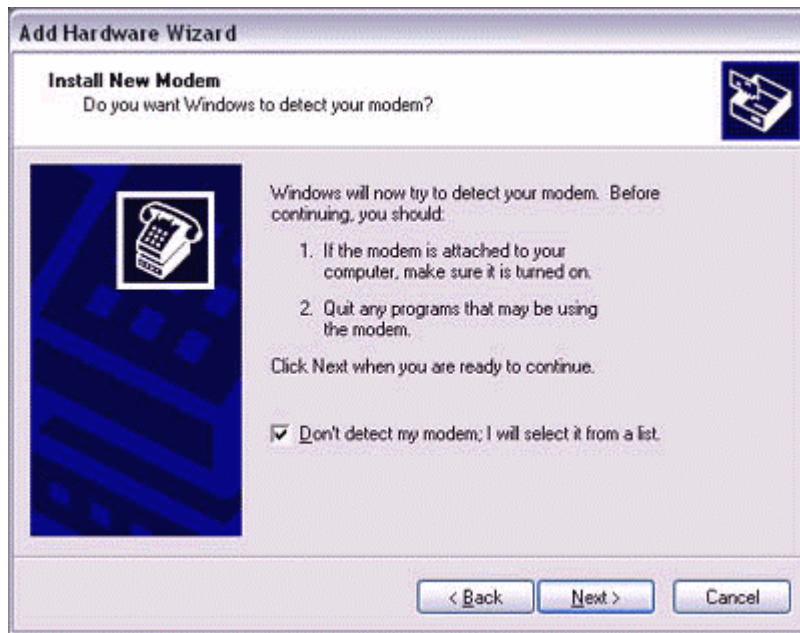 Add Hardware Wizard
Install New Modem
Do you want Windows to detect your modem?
Windows will now try to detect your modem. Before
continuing, you should:
1. If the modem is attached to your
computer, make sure it is turned on.
2. Quit any programs that may be using
the modem.
Click Next when you are ready to continue.
Don't detect my modem; I will select it from a list.
< Back Next > Cancel